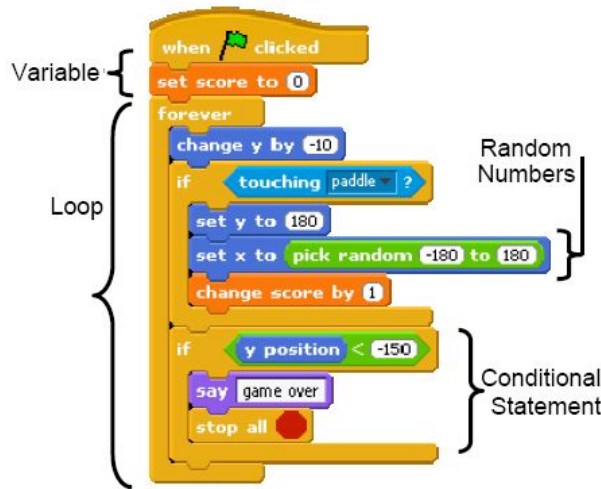 when clicked
Variable
set score to 0
forever
change y by -10
Random
Numbers
if touching paddle ?
Loop
set y to 180
set x to pick random -180 to 180
change score by 1
if y position < -150
Conditional
Statement
say game over
stop all